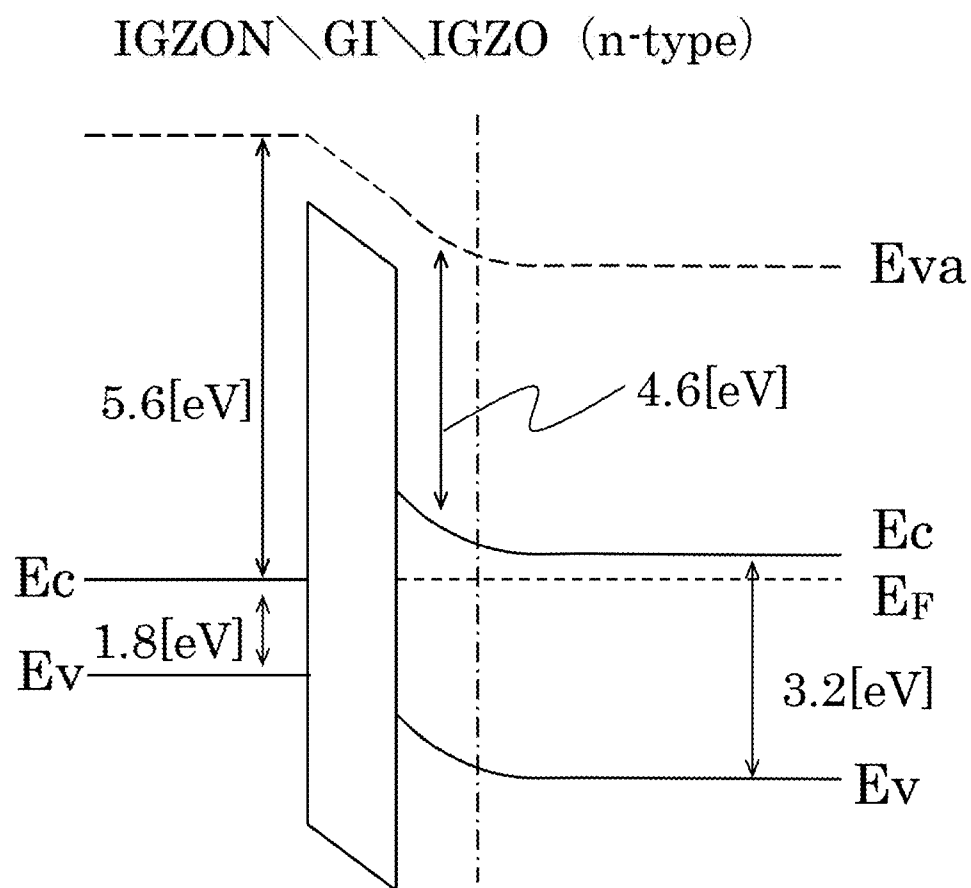 IGZON\GI\IGZO (n-type)
Eva
5.6[eV]
4.6[eV]
Ec
Ec
EF
1.8[eV]
Ev
3.2[eV]
Ev